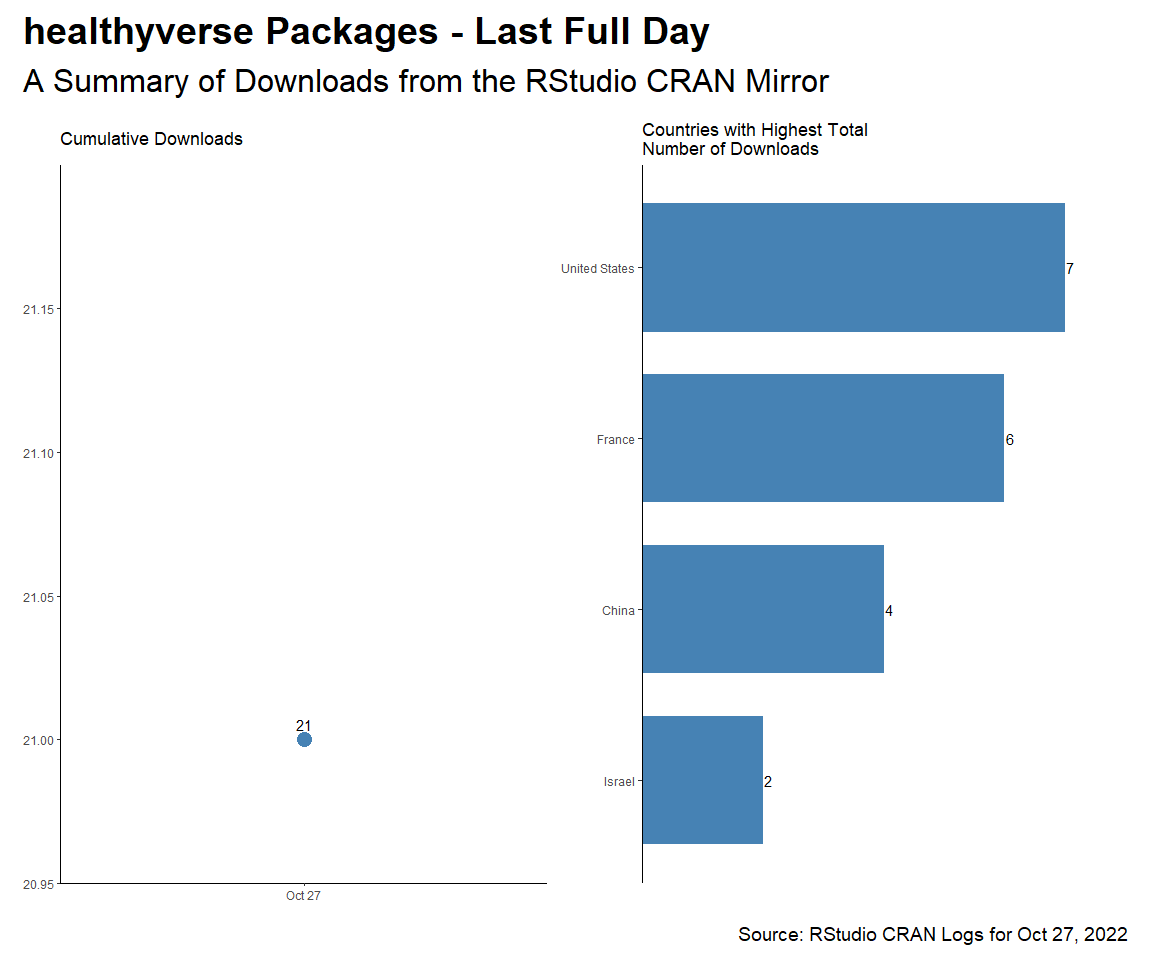 healthyverse Packages - Last Full Day
A Summary of Downloads from the RStudio CRAN Mirror
Cumulative Downloads
21.15
21.10
21.05
21.00
20.95
21
Oct 27
Countries with Highest Total
Number of Downloads
United States
7
France
6
China
4
Israel
2
Source: RStudio CRAN Logs for Oct 27, 2022